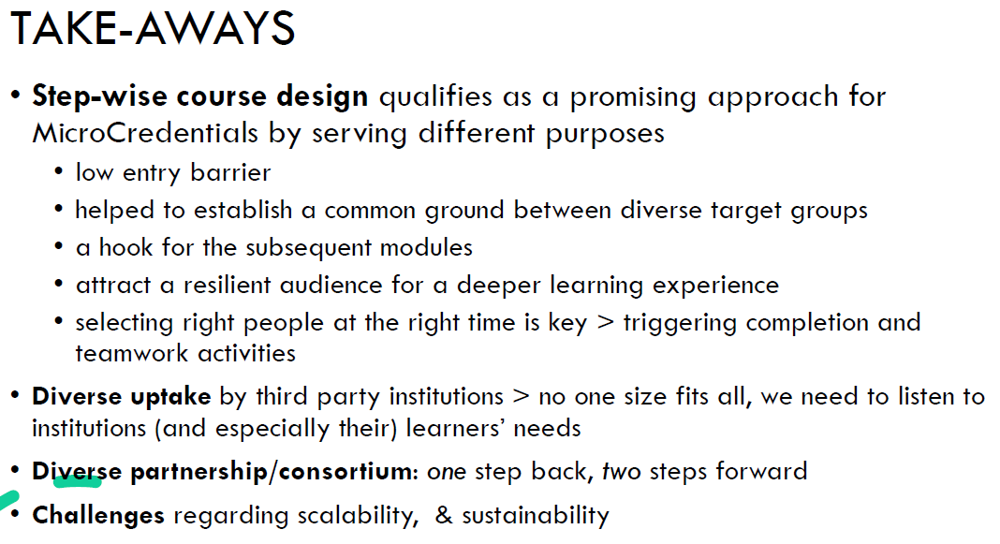 TAKE-AWAYS
• Step-wise course design qualifies as a promising approach for
MicroCredentials by serving different purposes
• low entry barrier
• helped to establish a common ground between diverse target groups
• a hook for the subsequent modules
• attract a resilient audience for a deeper learning experience
• selecting right people at the right time is key > triggering completion and
teamwork activities
• Diverse uptake by third party institutions > no one size fits all, we need to listen to
institutions (and especially their) learners’ needs
• Diverse partnership/consortium: one step back, two steps forward
• Challenges regarding scalability,  & sustainability